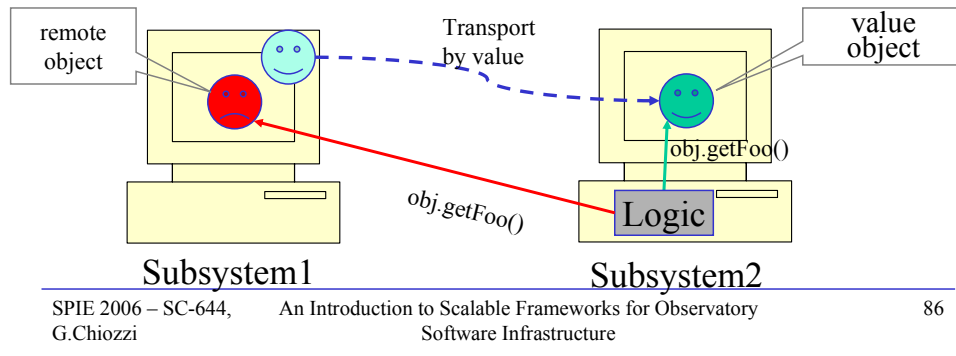 remote
object
Transport
by value
value
object
obj.getFoo()
obj.getFoo()
Logic
Subsystem1
Subsystem2
SPIE 2006 – SC-644,
G.Chiozzi
An Introduction to Scalable Frameworks for Observatory
Software Infrastructure
86